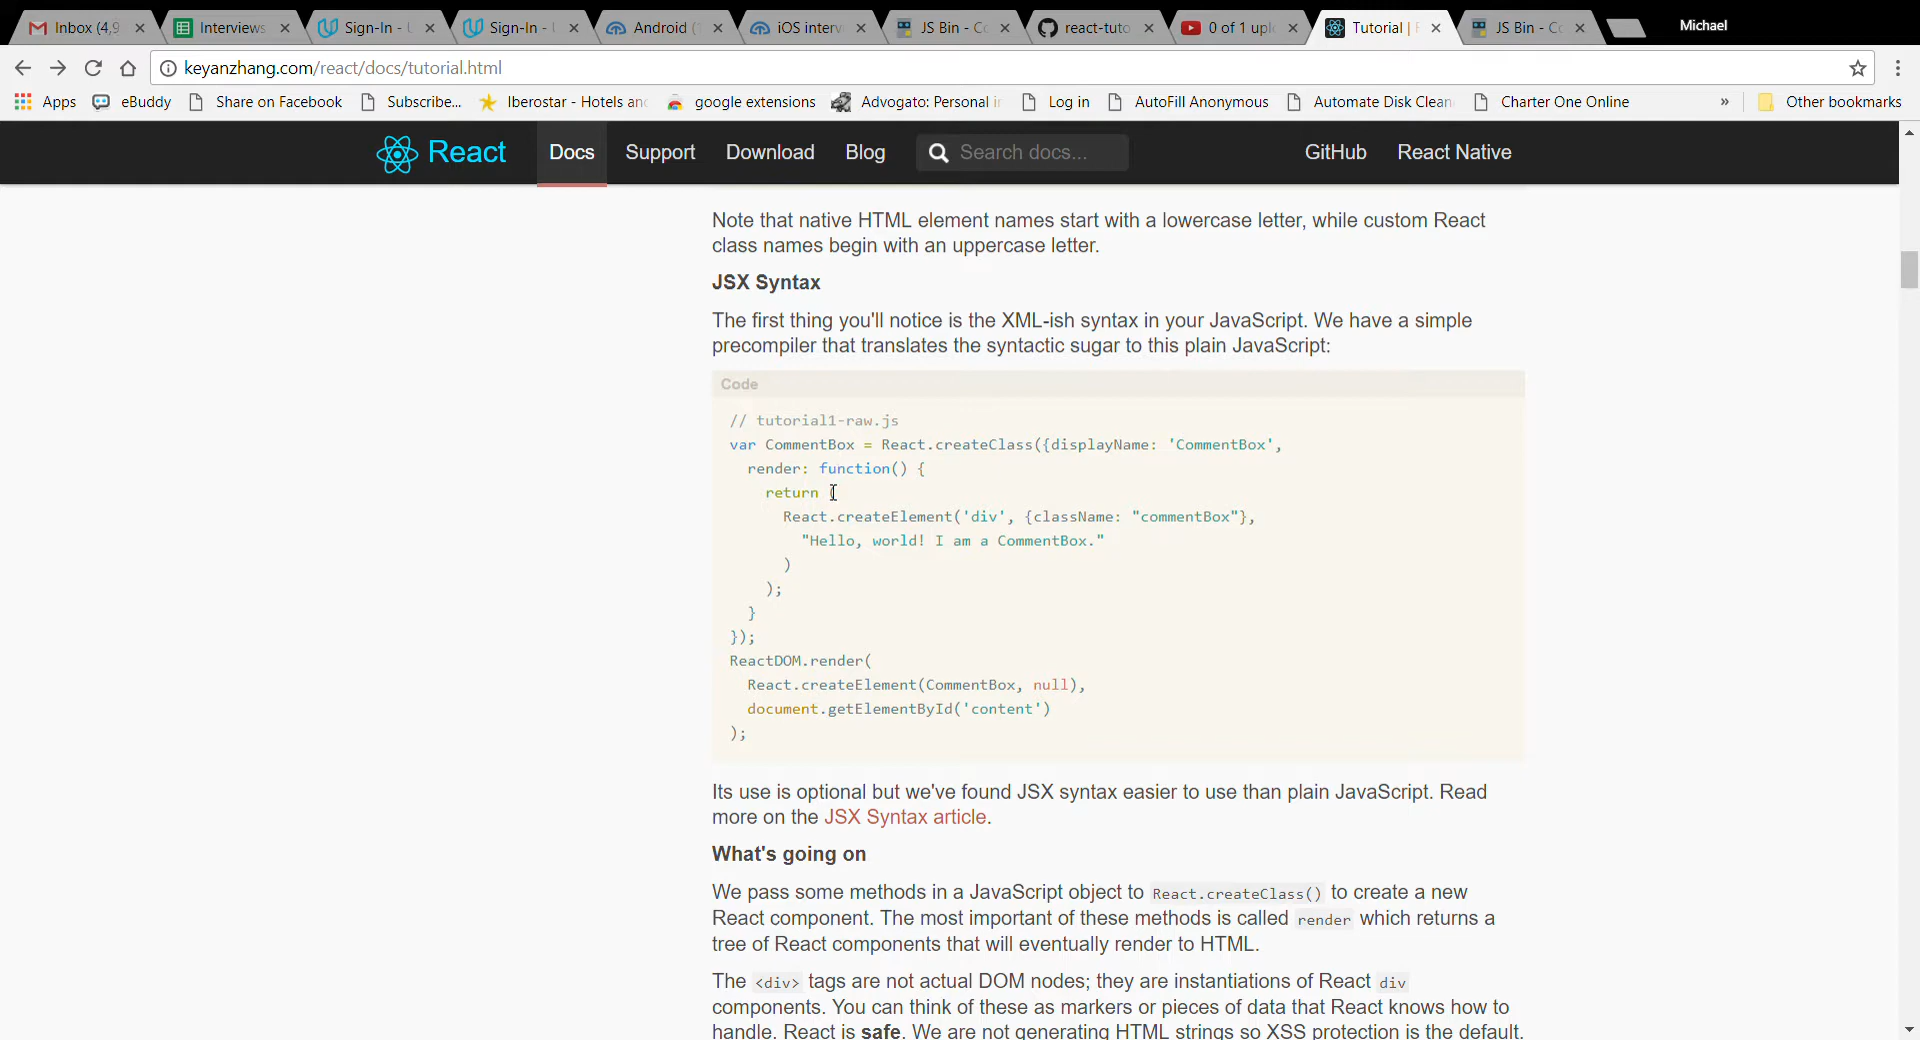 Inbox (4,9
Interviews
Sign-In -
Sign-In -
Android (
iOS interv
JS Bin - Co
react-tuto
0 of 1 upl
Tutorial |
JS Bin - Co
Michael
keyanzhang.com/react/docs/tutorial.html
Apps
eBuddy
Share on Facebook
Subscribe...
Iberostar - Hotels an
google extensions
Advogato: Personal i
Log in
AutoFill Anonymous
Automate Disk Clean
Charter One Online
»
Other bookmarks
React
Docs
Support
Download
Blog
Search docs...
GitHub
React Native
Note that native HTML element names start with a lowercase letter, while custom React
class names begin with an uppercase letter.
JSX Syntax
The first thing you'll notice is the XML-ish syntax in your JavaScript. We have a simple
precompiler that translates the syntactic sugar to this plain JavaScript:
Code
// tutorial1-raw.js
var CommentBox = React.createClass({displayName: 'CommentBox',
render: function() {
return (
React.createElement('div', {className: "commentBox"},
"Hello, world! I am a CommentBox."
)
);
}
});
ReactDOM.render(
React.createElement(CommentBox, null),
document.getElementById('content')
);
Its use is optional but we've found JSX syntax easier to use than plain JavaScript. Read
more on the JSX Syntax article.
What's going on
We pass some methods in a JavaScript object to React.createClass() to create a new
React component. The most important of these methods is called render which returns a
tree of React components that will eventually render to HTML.
The <div> tags are not actual DOM nodes; they are instantiations of React div
components. You can think of these as markers or pieces of data that React knows how to
handle. React is safe. We are not generating HTML strings so XSS protection is the default.